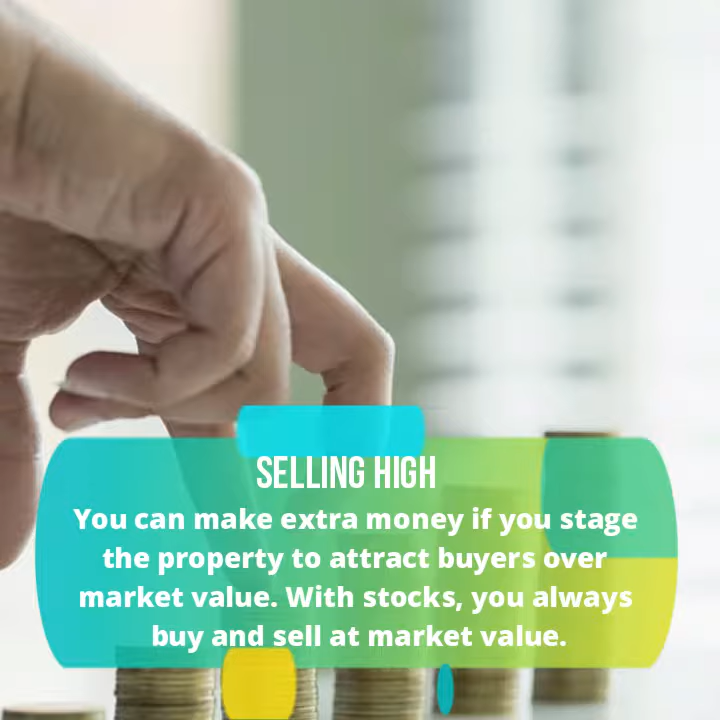 SELLING HIGH
You can make extra money if you stage
the property to attract buyers over
market value. With stocks, you always
buy and sell at market value.